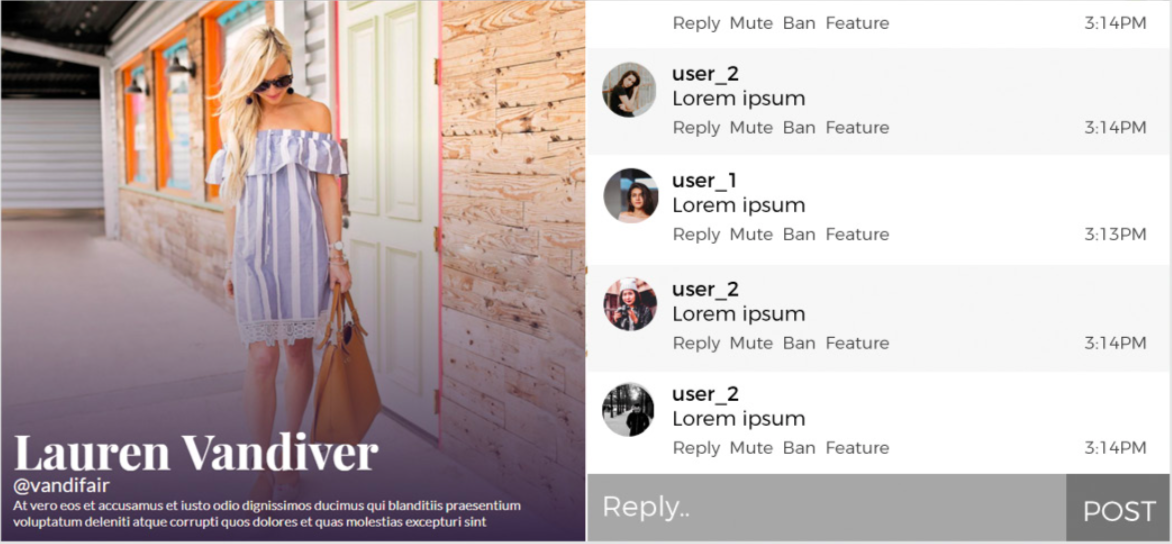 Lauren Vandiver
@vandifair
At vero eos et accusamus et iusto odio dignissimos ducimus qui blanditiis praesentium
voluptatum deleniti atque corrupti quos dolores et quas molestias excepturi sint
Reply Mute Ban Feature 3:14PM
user_2
Lorem ipsum
Reply Mute Ban Feature 3:14PM
user_1
Lorem ipsum
Reply Mute Ban Feature 3:13PM
user_2
Lorem ipsum
Reply Mute Ban Feature 3:14PM
user_2
Lorem ipsum
Reply Mute Ban Feature 3:14PM
Reply.. POST